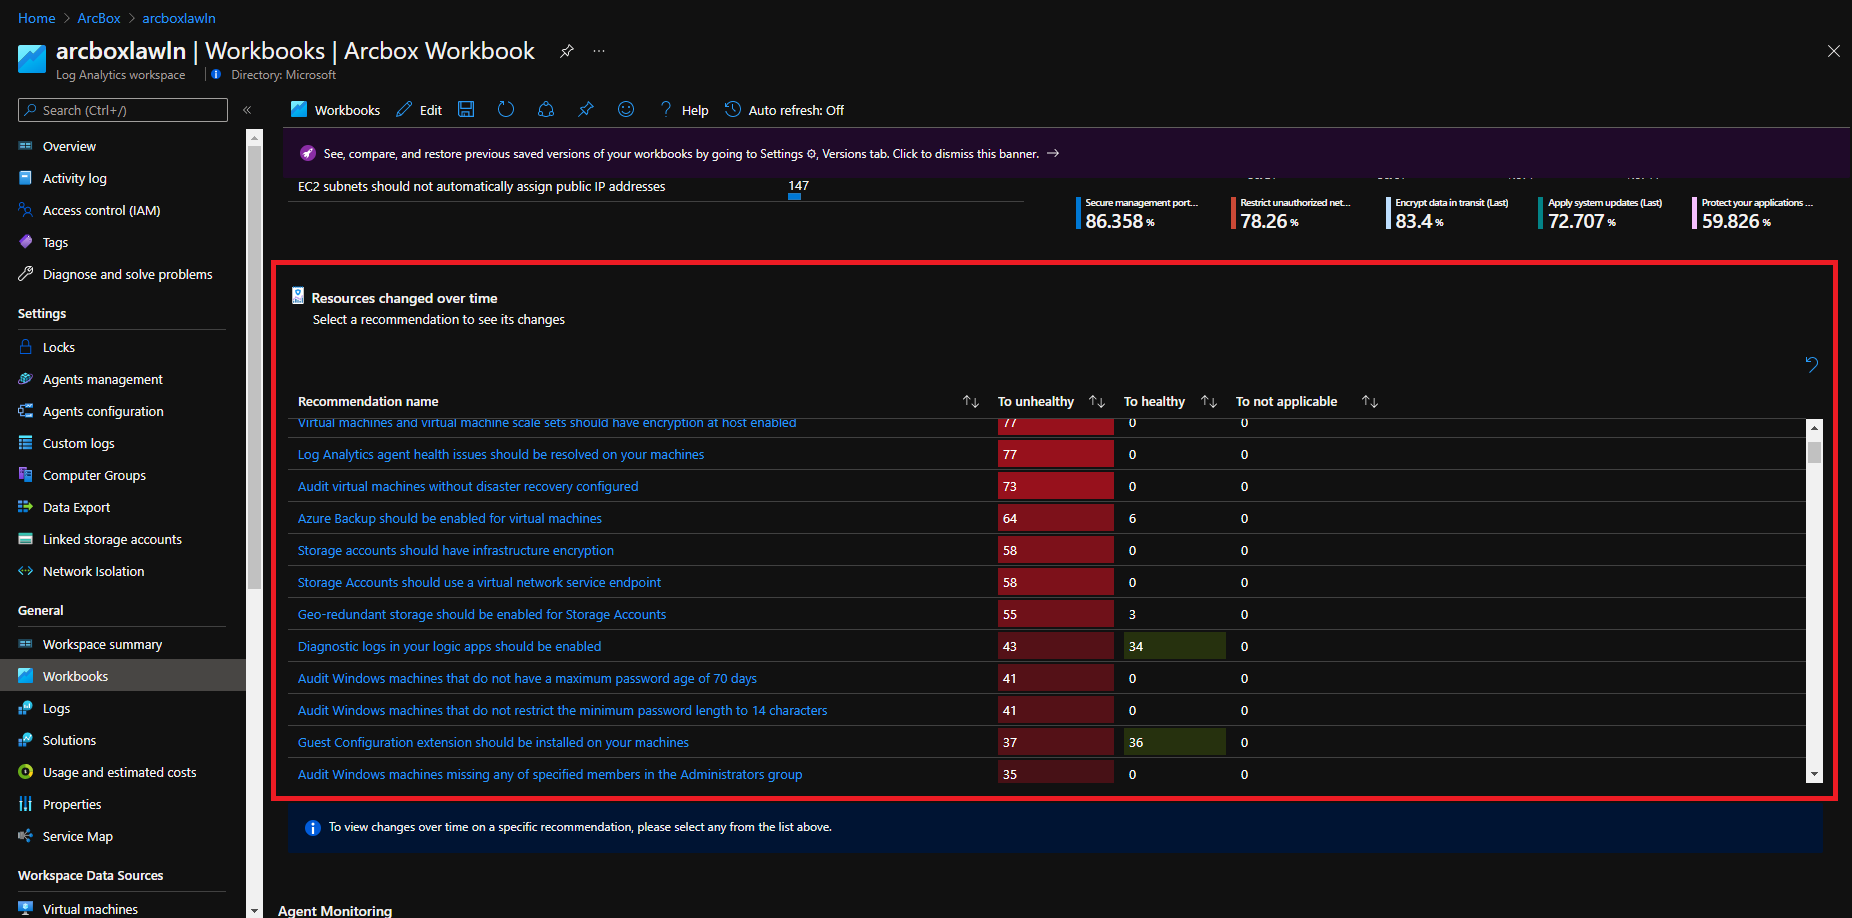 Home > ArcBox > arcboxlawln
arcboxlawln | Workbooks | Arcbox Workbook ...
Log Analytics workspace | Directory: Microsoft
Search (Ctrl+/) «
Workbooks Edit Help Auto refresh: Off
See, compare, and restore previous saved versions of your workbooks by going to Settings ⚙, Versions tab. Click to dismiss this banner. →
Overview
Activity log
Access control (IAM)
Tags
Diagnose and solve problems
Settings
Locks
Agents management
Agents configuration
Custom logs
Computer Groups
Data Export
Linked storage accounts
Network Isolation
General
Workspace summary
Workbooks
Logs
Solutions
Usage and estimated costs
Properties
Service Map
Workspace Data Sources
Virtual machines
EC2 subnets should not automatically assign public IP addresses 147
Secure management port...
86.358 %
Restrict unauthorized net...
78.26 %
Encrypt data in transit (Last)
83.4 %
Apply system updates (Last)
72.707 %
Protect your applications ...
59.826 %
Resources changed over time
Select a recommendation to see its changes
Recommendation name ↑↓ To unhealthy ↑↓ To healthy ↑↓ To not applicable ↑↓
Virtual machines and virtual machine scale sets should have encryption at host enabled 77 0 0
Log Analytics agent health issues should be resolved on your machines 77 0 0
Audit virtual machines without disaster recovery configured 73 0 0
Azure Backup should be enabled for virtual machines 64 6 0
Storage accounts should have infrastructure encryption 58 0 0
Storage Accounts should use a virtual network service endpoint 58 0 0
Geo-redundant storage should be enabled for Storage Accounts 55 3 0
Diagnostic logs in your logic apps should be enabled 43 34 0
Audit Windows machines that do not have a maximum password age of 70 days 41 0 0
Audit Windows machines that do not restrict the minimum password length to 14 characters 41 0 0
Guest Configuration extension should be installed on your machines 37 36 0
Audit Windows machines missing any of specified members in the Administrators group 35 0 0
To view changes over time on a specific recommendation, please select any from the list above.
Agent Monitoring